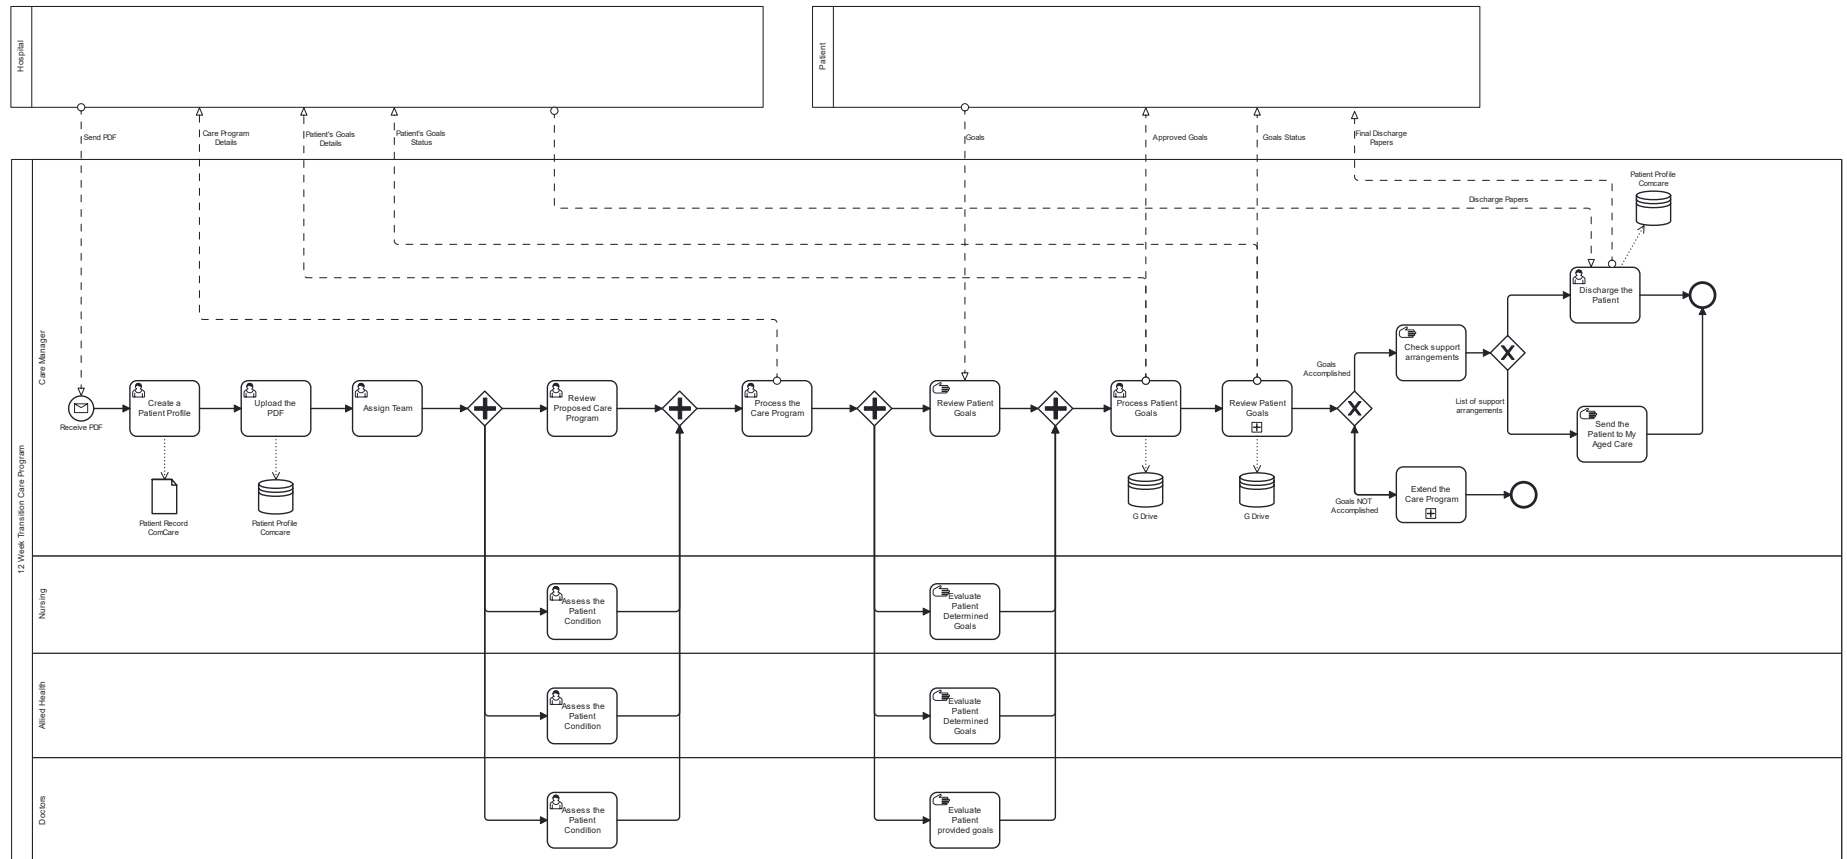 Hospital
Patient
Send PDF
Care Program
Details
Patient's Goals
Details
Patient's Goals
Status
Goals
Approved Goals
Goals Status
Final Discharge
Papers
Discharge Papers
Patient Profile
Comcare
12 Week Transition Care Program
Care Manager
Receive PDF
Create a
Patient Profile
Upload the
PDF
Assign Team
Review
Proposed Care
Program
Process the
Care Program
Review Patient
Goals
Process Patient
Goals
Review Patient
Goals
Goals
Accomplished
Check support
arrangements
Discharge the
Patient
List of support
arrangements
Send the
Patient to My
Aged Care
Goals NOT
Accomplished
Extend the
Care Program
Patient Record
ComCare
Patient Profile
Comcare
G Drive
G Drive
Nursing
Assess the
Patient
Condition
Evaluate
Patient
Determined
Goals
Allied Health
Assess the
Patient
Condition
Evaluate
Patient
Determined
Goals
Doctors
Assess the
Patient
Condition
Evaluate
Patient
provided goals